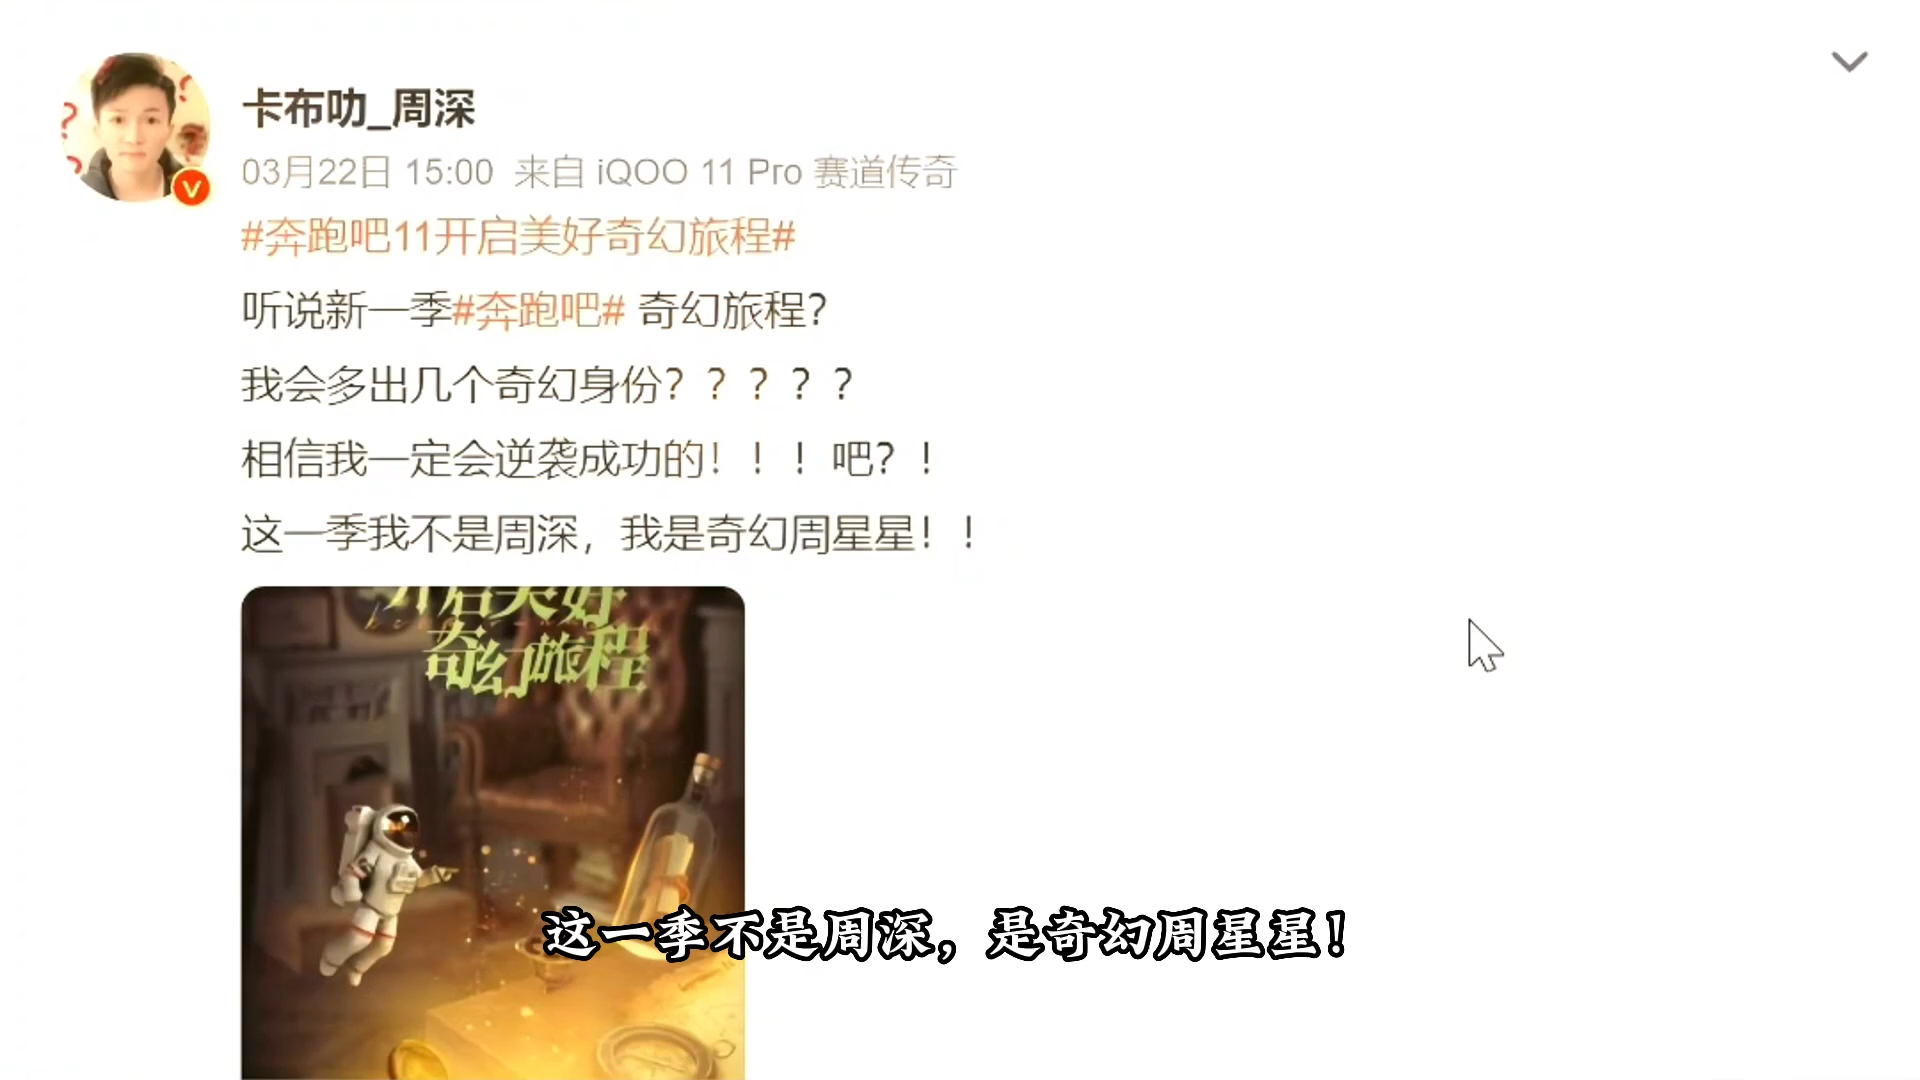 卡布叻_周深
03月22日 15:00 来自 iQOO 11 Pro 赛道传奇
#奔跑吧11开启美好奇幻旅程#
听说新一季#奔跑吧# 奇幻旅程？
我会多出几个奇幻身份？？？？？
相信我一定会逆袭成功的！！！吧？！
这一季我不是周深，我是奇幻周星星！！
开启美好
奇幻旅程
这一季不是周深，是奇幻周星星！